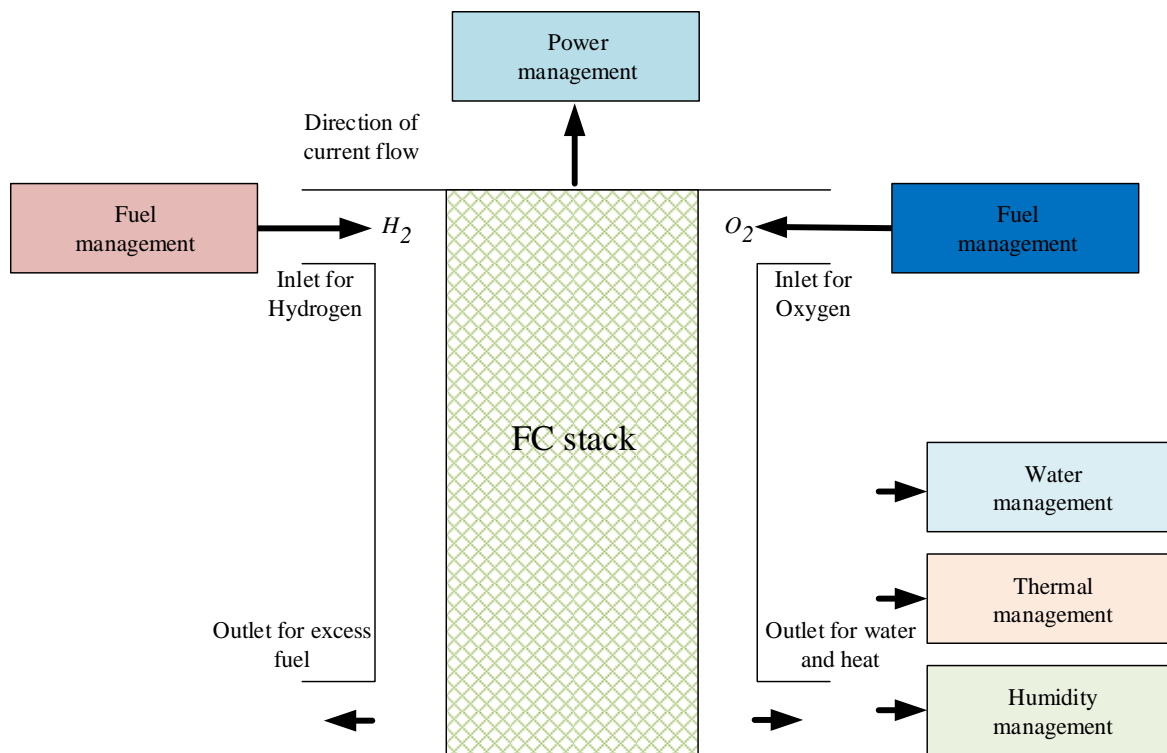 Power
management
Direction of
current flow
Fuel
management
H2
O2
Fuel
management
Inlet for
Hydrogen
Inlet for
Oxygen
FC stack
Water
management
Thermal
management
Outlet for excess
fuel
Outlet for water
and heat
Humidity
management